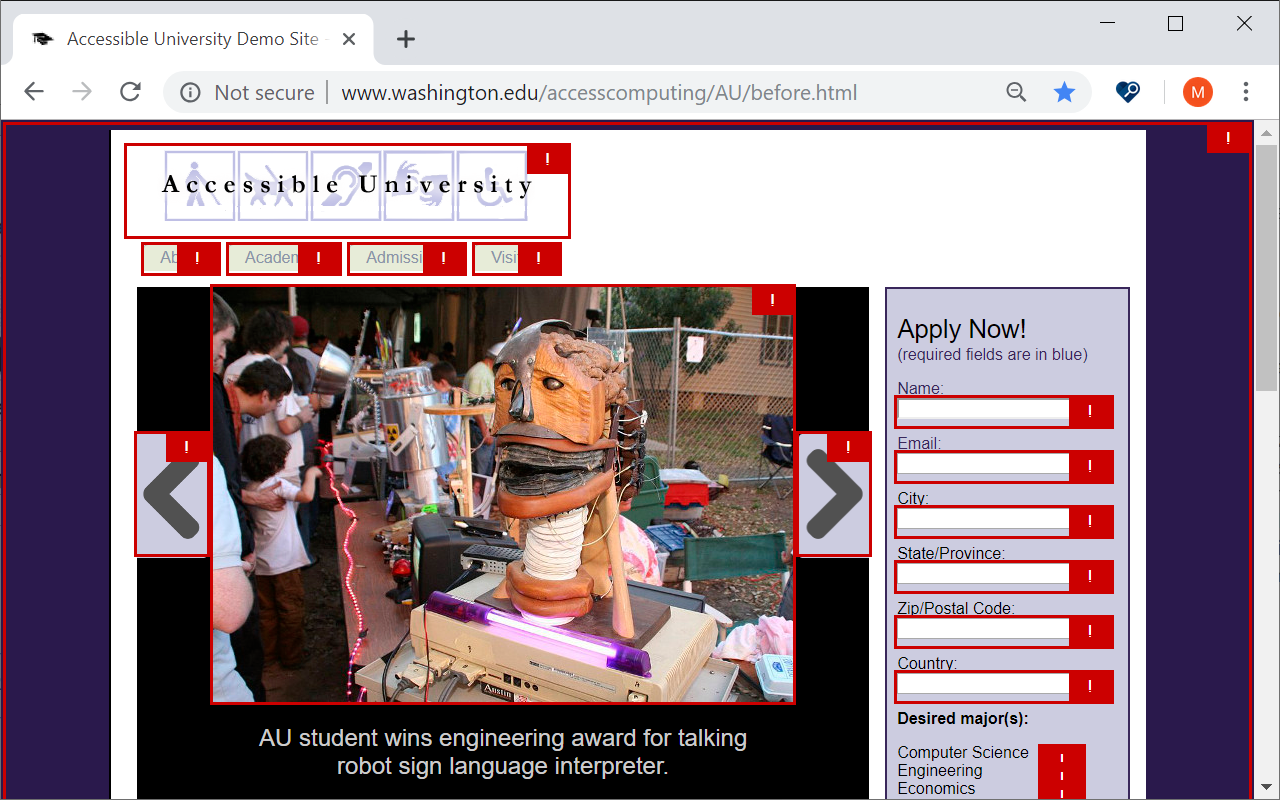 Accessible University Demo Site -
Not secure
www.washington.edu/accesscomputing/AU/before.html
M
!
Accessible University
!
Ab !
Academ !
Admissi !
Visi !
!
!
!
Austin
AU student wins engineering award for talking
robot sign language interpreter.
Apply Now!
(required fields are in blue)
Name:
!
Email:
!
City:
!
State/Province:
!
Zip/Postal Code:
!
Country:
!
Desired major(s):
Computer Science !
Engineering !
Economics !